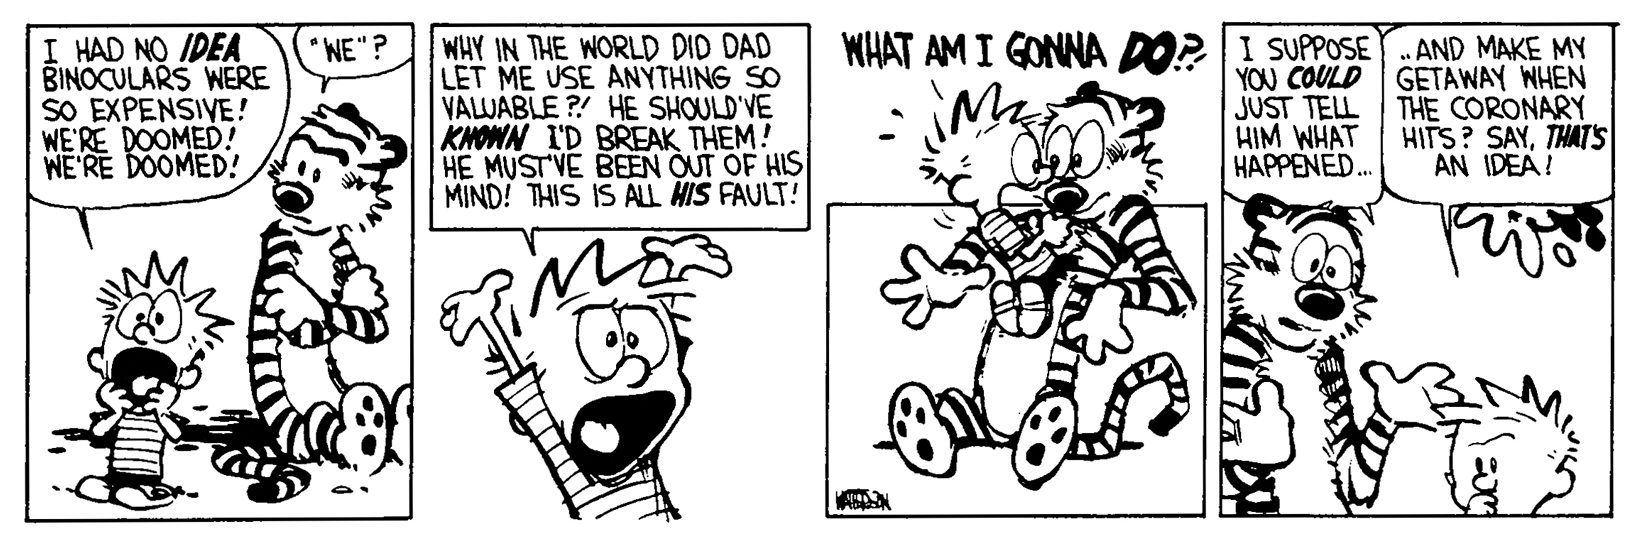 I HAD NO IDEA
BINOCULARS WERE
SO EXPENSIVE!
WE'RE DOOMED!
WE'RE DOOMED!
"WE"?
WHY IN THE WORLD DID DAD
LET ME USE ANYTHING SO
VALUABLE?! HE SHOULD'VE
KNOWN I'D BREAK THEM!
HE MUST'VE BEEN OUT OF HIS
MIND! THIS IS ALL HIS FAULT!
WHAT AM I GONNA DO?!
WATTERSON
I SUPPOSE
YOU COULD
JUST TELL
HIM WHAT
HAPPENED...
..AND MAKE MY
GETAWAY WHEN
THE CORONARY
HITS? SAY, THAT'S
AN IDEA!